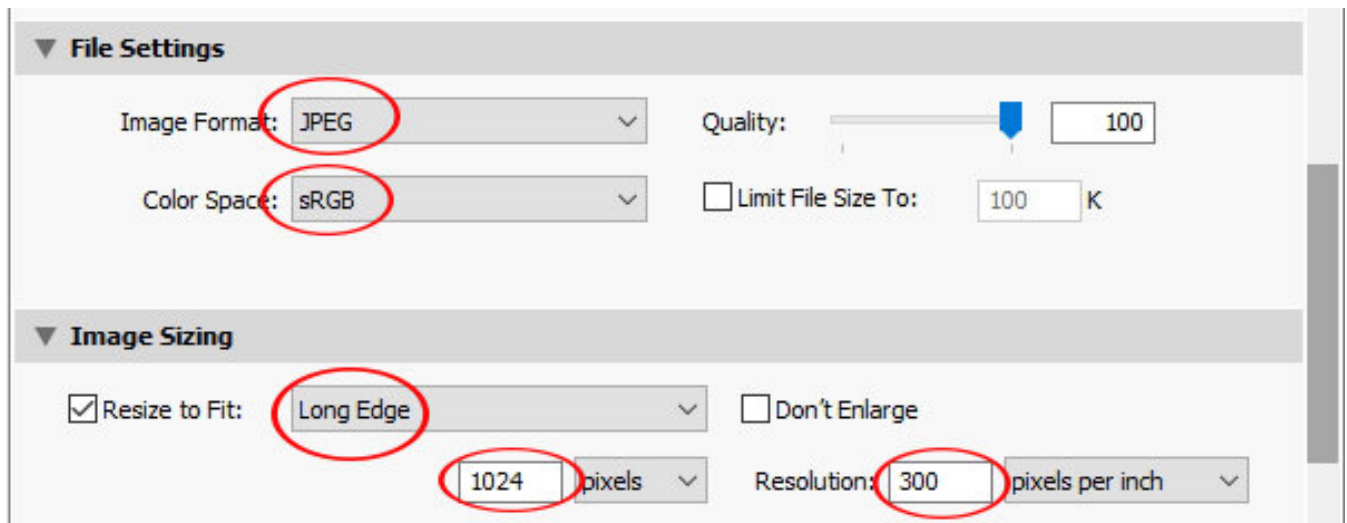 File Settings
Image Format: JPEG Quality: 100
Color Space: sRGB Limit File Size To: 100 K
Image Sizing
Resize to Fit: Long Edge Don't Enlarge
1024 pixels Resolution: 300 pixels per inch